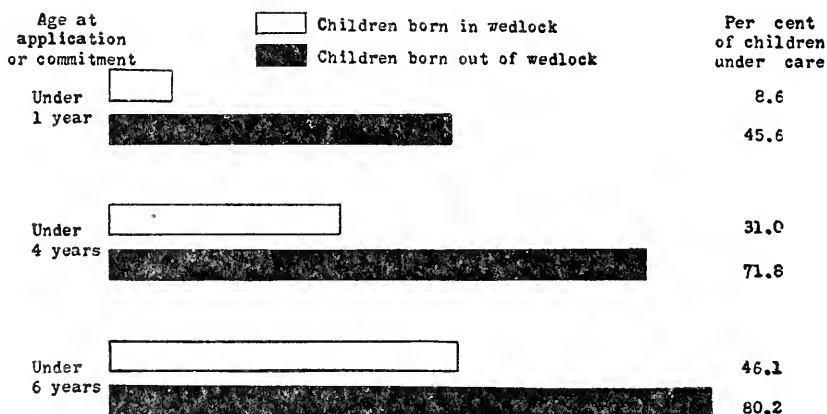 Age at
application
or commitment
Children born in wedlock
Children born out of wedlock
Per cent
of children
under care
Under
1 year
8.6
45.6
Under
4 years
31.0
71.8
Under
6 years
46.1
80.2